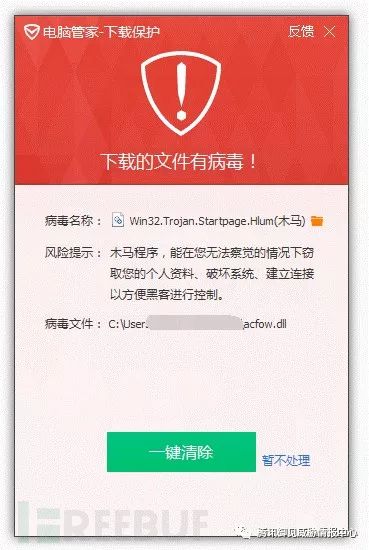 电脑管家-下载保护 反馈
下载的文件有病毒！
病毒名称： Win32.Trojan.Startpage.Hlum(木马)
风险提示： 木马程序，能在您无法察觉的情况下窃
取您的个人资料、破坏系统、建立连接
以方便黑客进行控制。
病毒文件： C:\User. acfow.dll
一键清除 暂不处理
FREEBUF
腾讯御见威胁情报中心